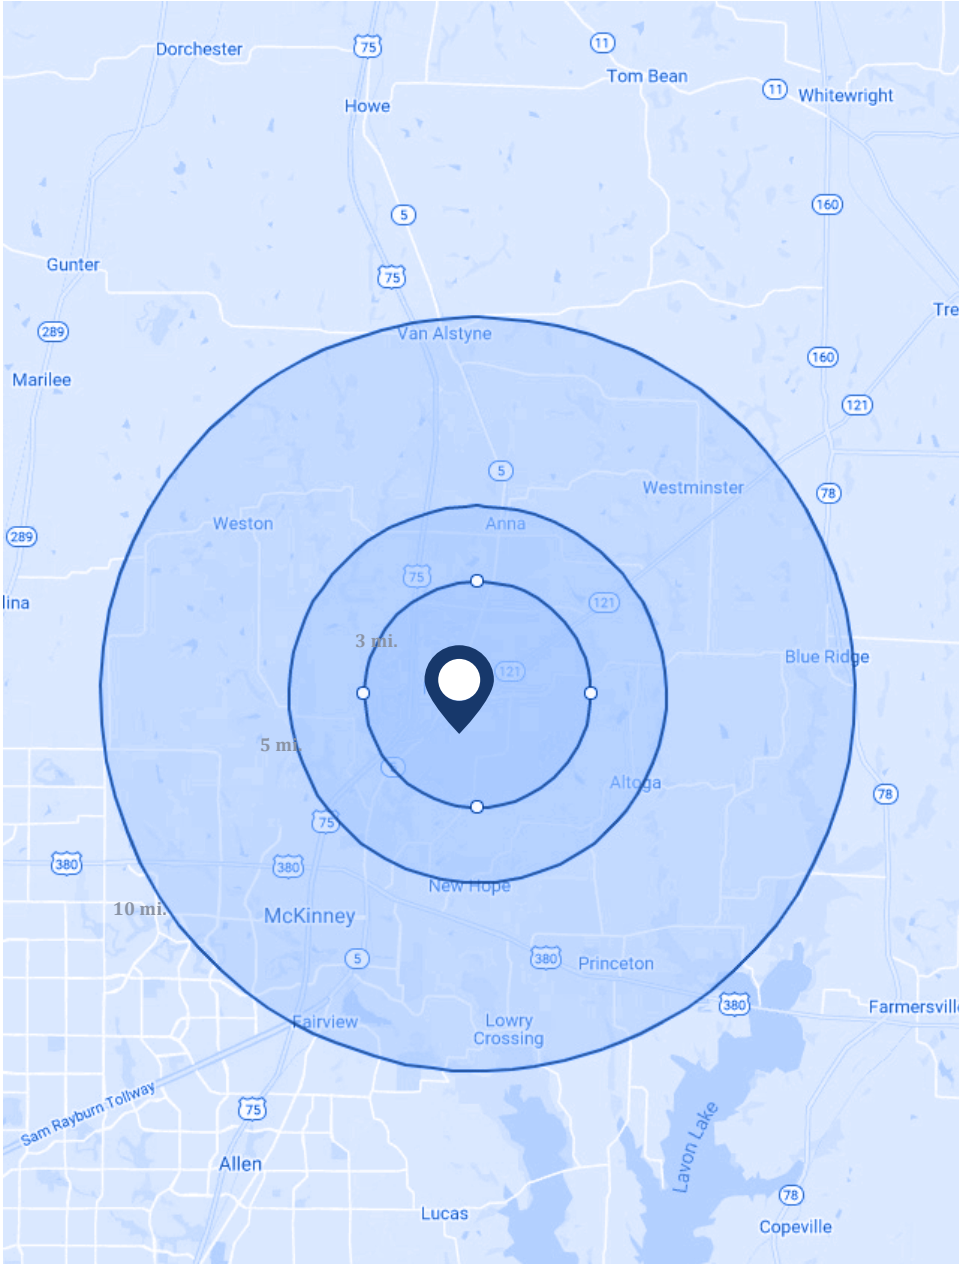 75
11
Dorchester
Tom Bean
11
Whitewright
Howe
160
5
Gunter
75
Tre
289
Van Alstyne
160
Marilee
121
5
Westminster
78
Weston
Anna
289
75
121
lina
3 mi.
Blue Ridge
121
5 mi.
Altoga
78
75
380
380
New Hope
10 mi.
McKinney
5
380
Princeton
380
Farmersville
Fairview
Lowry
Crossing
Sam Rayburn Tollway
75
Lavon Lake
Allen
78
Lucas
Copeville